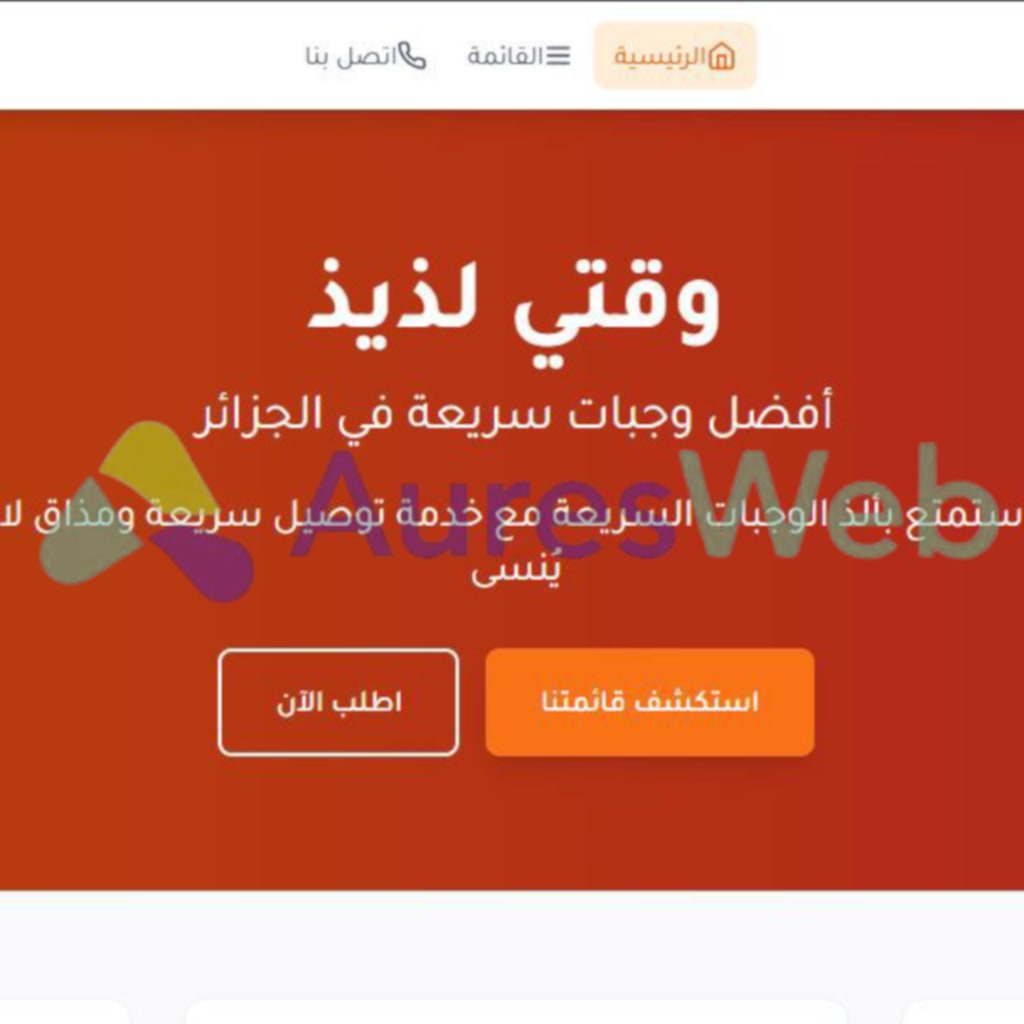 الرئيسية
القائمة
اتصل بنا
وقتي لذيذ
أفضل وجبات سريعة في الجزائر
ستمتع بألذ الوجبات السريعة مع خدمة توصيل سريعة ومذاق لا
يُنسى
AuresWeb
استكشف قائمتنا
اطلب الآن